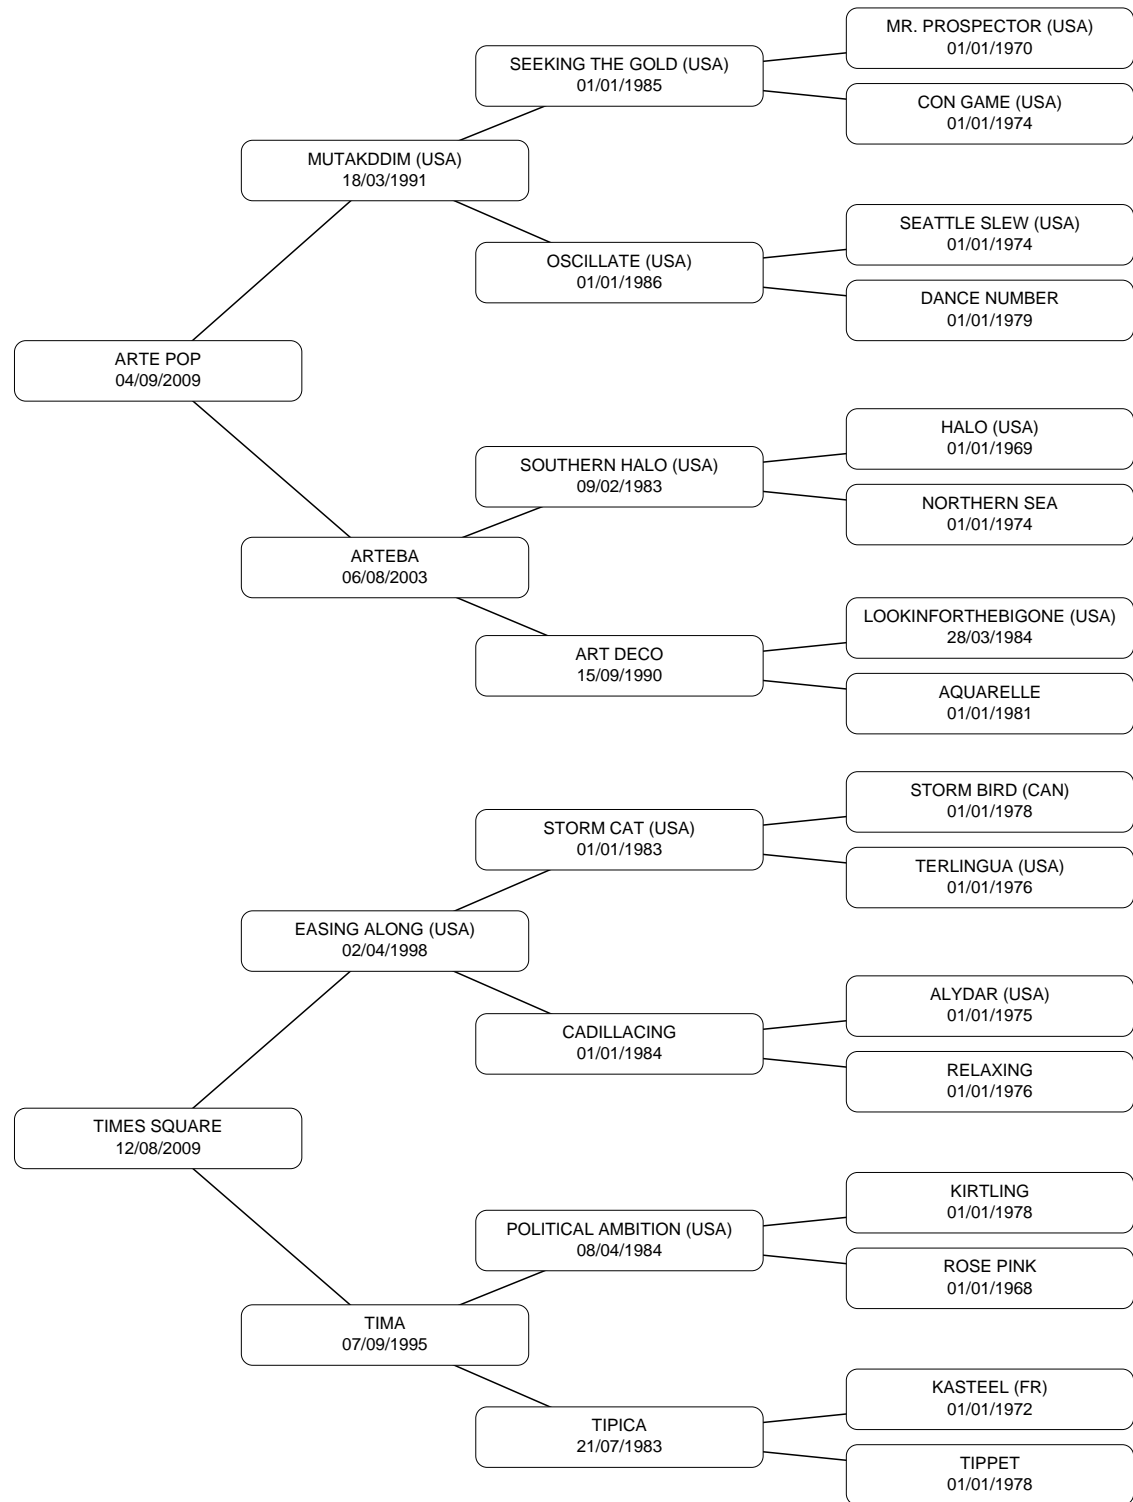 MR. PROSPECTOR (USA)
01/01/1970
SEEKING THE GOLD (USA)
01/01/1985
CON GAME (USA)
01/01/1974
MUTAKDDIM (USA)
18/03/1991
SEATTLE SLEW (USA)
01/01/1974
OSCILLATE (USA)
01/01/1986
DANCE NUMBER
01/01/1979
ARTE POP
04/09/2009
HALO (USA)
01/01/1969
SOUTHERN HALO (USA)
09/02/1983
NORTHERN SEA
01/01/1974
ARTEBA
06/08/2003
LOOKINFORTHEBIGONE (USA)
28/03/1984
ART DECO
15/09/1990
AQUARELLE
01/01/1981
STORM BIRD (CAN)
01/01/1978
STORM CAT (USA)
01/01/1983
TERLINGUA (USA)
01/01/1976
EASING ALONG (USA)
02/04/1998
ALYDAR (USA)
01/01/1975
CADILLACING
01/01/1984
RELAXING
01/01/1976
TIMES SQUARE
12/08/2009
KIRTLING
01/01/1978
POLITICAL AMBITION (USA)
08/04/1984
ROSE PINK
01/01/1968
TIMA
07/09/1995
KASTEEL (FR)
01/01/1972
TIPICA
21/07/1983
TIPPET
01/01/1978